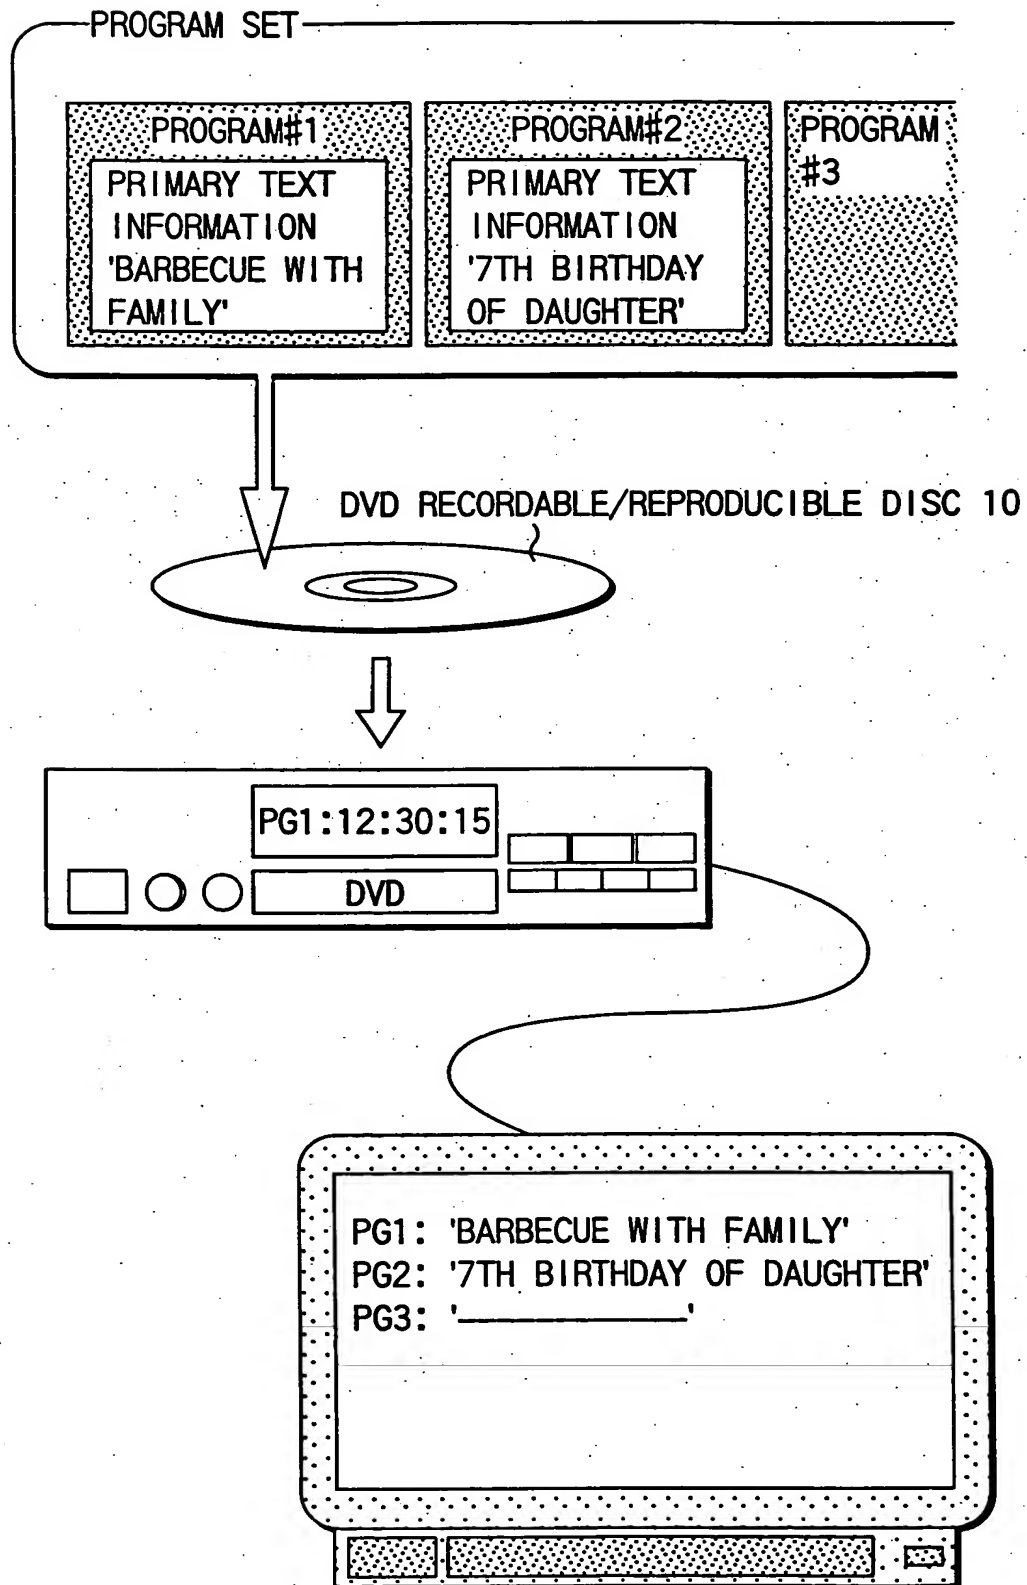 PROGRAM SET
PROGRAM#1
PRIMARY TEXT
INFORMATION
'BARBECUE WITH
FAMILY'
PROGRAM#2
PRIMARY TEXT
INFORMATION
'7TH BIRTHDAY
OF DAUGHTER'
PROGRAM
#3
DVD RECORDABLE/REPRODUCIBLE DISC 10
PG1:12:30:15
DVD
PG1: 'BARBECUE WITH FAMILY'
PG2: '7TH BIRTHDAY OF DAUGHTER'
PG3: '————————'